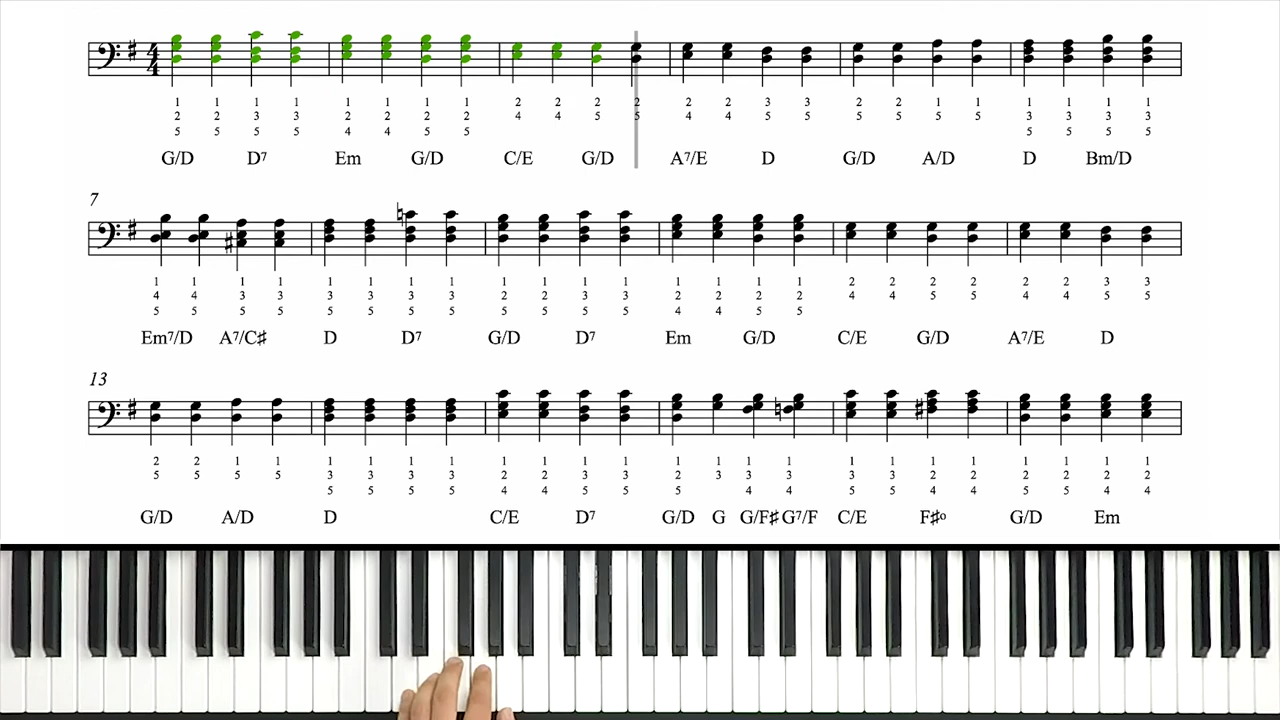 4
4
1 1 1 1 1 1 1 1 2 2 2 2 2 2 3 3 2 2 1 1 1 1 1 1
2 2 3 3 2 2 2 2 4 4 5 5 4 4 5 5 5 5 5 5 3 3 3 3
5 5 5 5 4 4 5 5 5 5 5 5
G/D D7 Em G/D C/E G/D A7/E D G/D A/D D Bm/D
7
1 1 1 1 1 1 1 1 1 1 1 1 1 1 1 1 2 2 2 2 2 2 3 3
4 4 3 3 3 3 3 3 2 2 3 3 2 2 2 2 4 4 5 5 4 4 5 5
5 5 5 5 5 5 5 5 5 5 5 5 4 4 5 5
Em7/D A7/C♯ D D7 G/D D7 Em G/D C/E G/D A7/E D
13
2 2 1 1 1 1 1 1 1 1 1 1 1 1 1 1 1 1 1 1 1 1 1 1
5 5 5 5 3 3 3 3 2 2 3 3 2 3 3 3 3 3 2 2 2 2 2 2
5 5 5 5 4 4 5 5 5 4 4 5 5 4 4 5 5 4 4
G/D A/D D C/E D7 G/D G G/F♯ G7/F C/E F♯o G/D Em